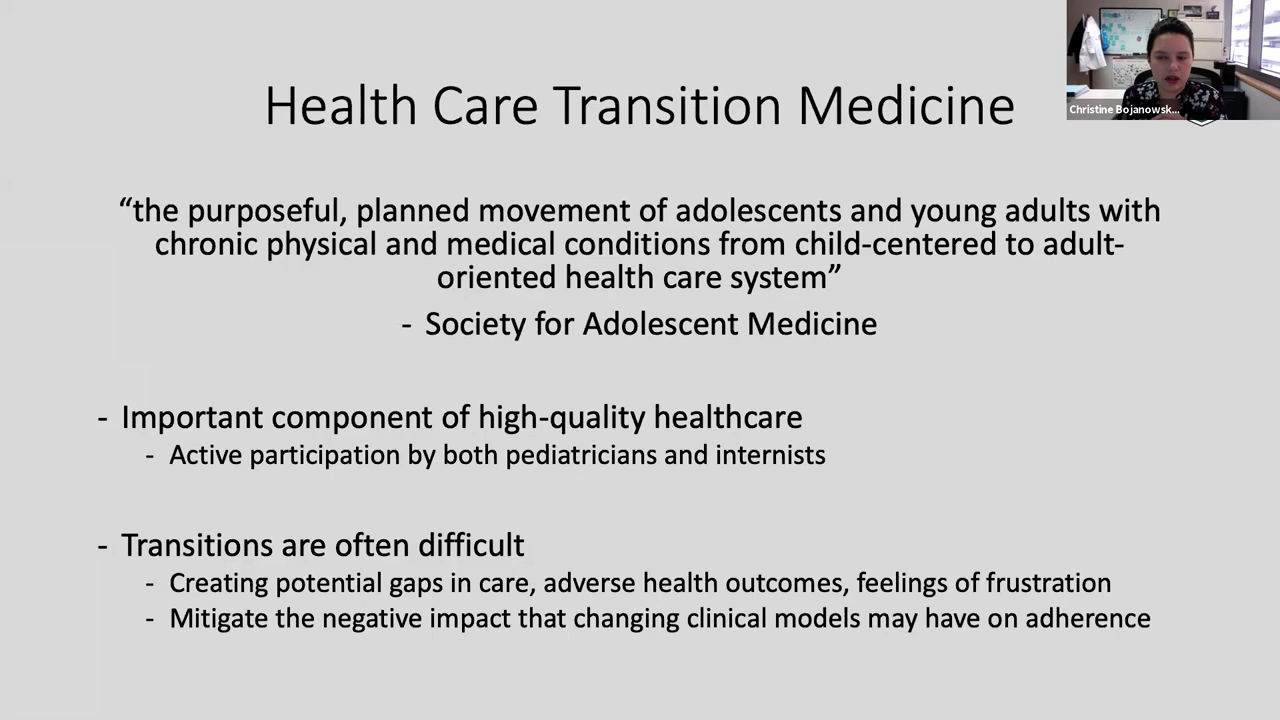 Health Care Transition Medicine
Christine Bojanowsk...
“the purposeful, planned movement of adolescents and young adults with
chronic physical and medical conditions from child-centered to adult-
oriented health care system”
- Society for Adolescent Medicine
- Important component of high-quality healthcare
- Active participation by both pediatricians and internists
- Transitions are often difficult
- Creating potential gaps in care, adverse health outcomes, feelings of frustration
- Mitigate the negative impact that changing clinical models may have on adherence